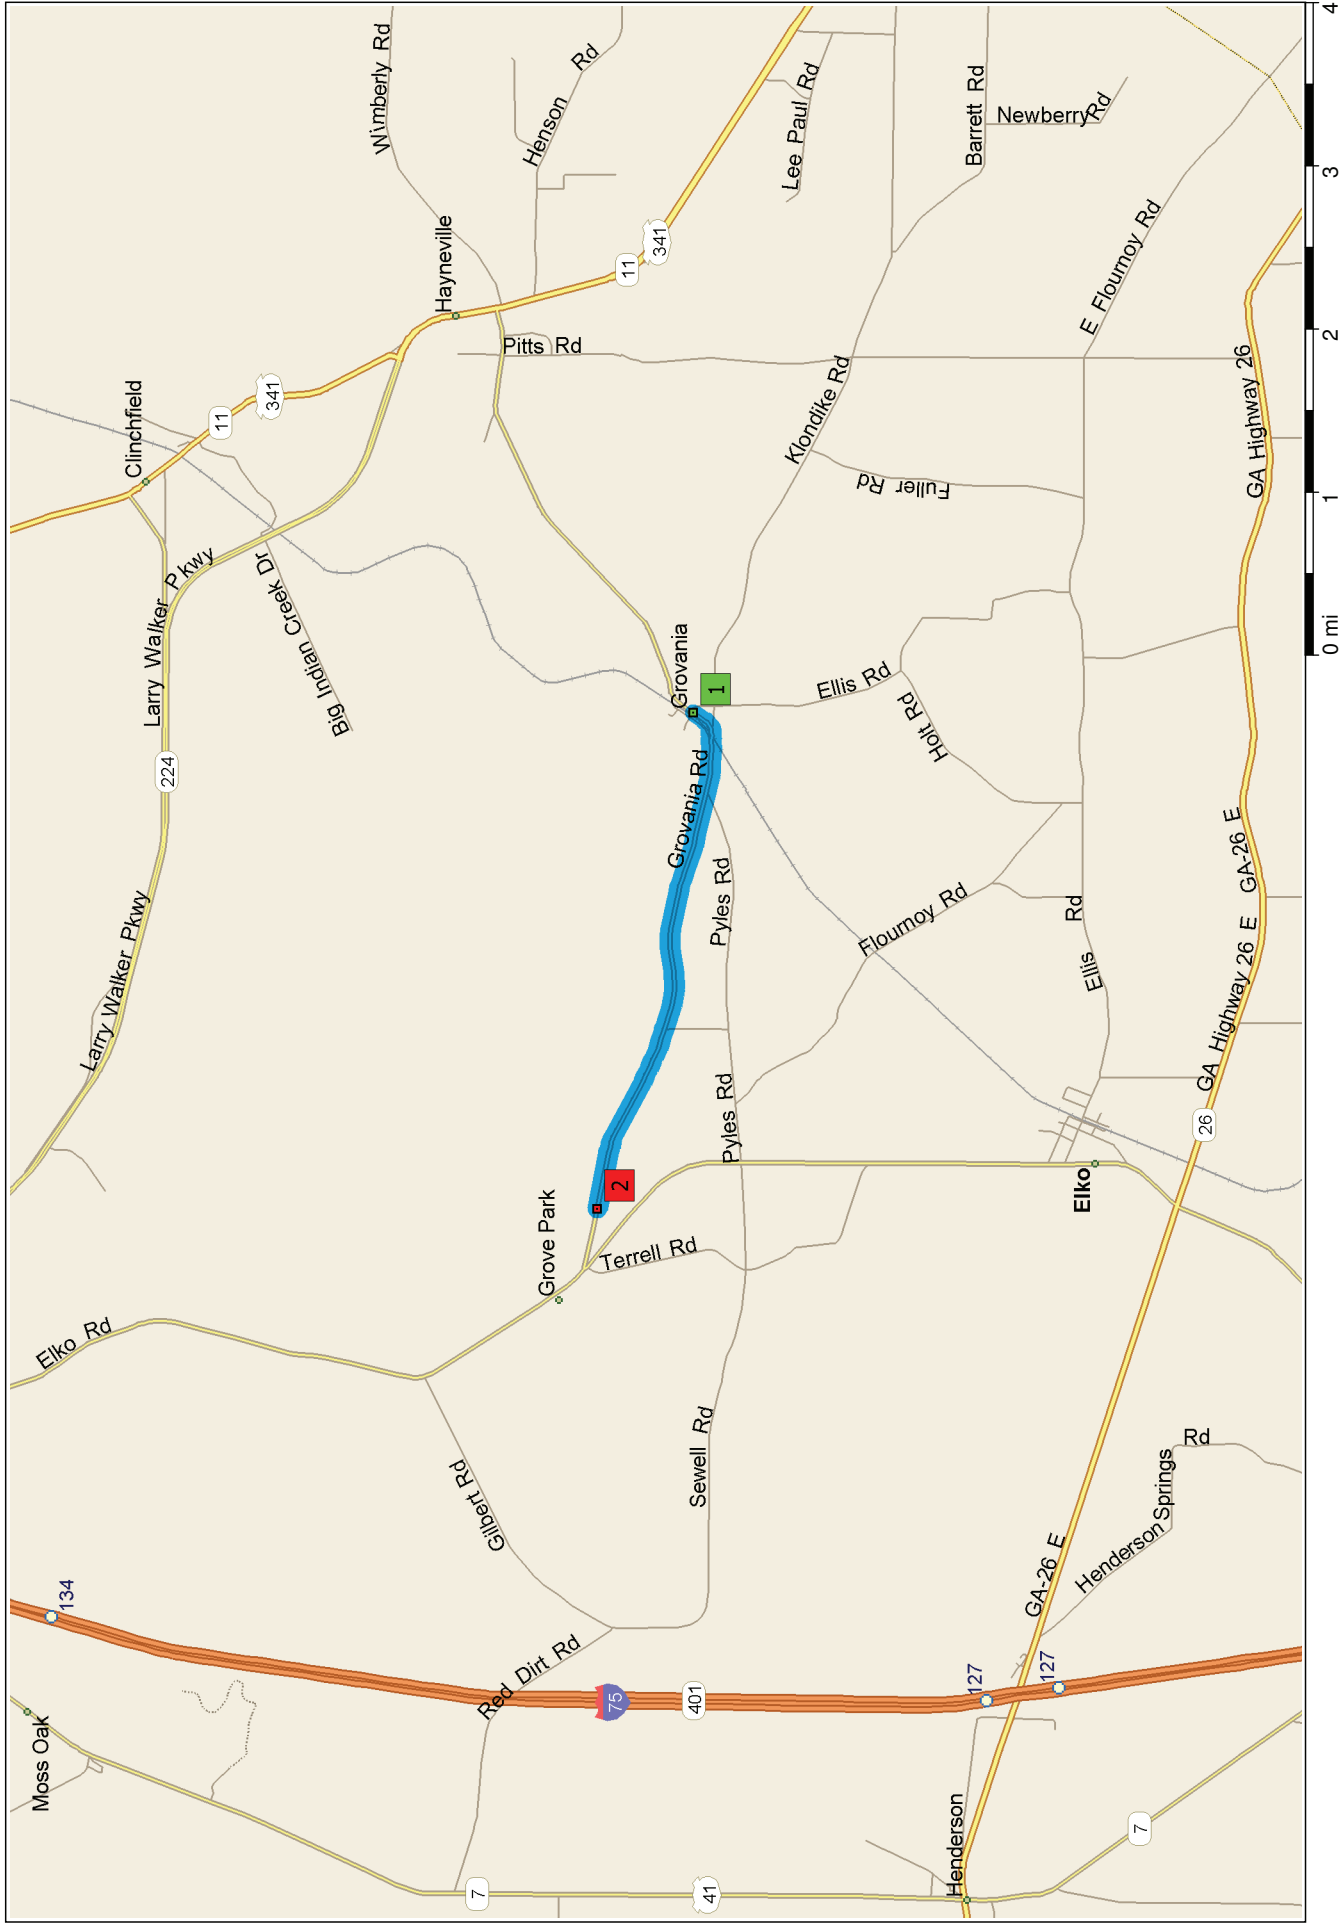 Moss Oak
134
Elko Rd
Larry Walker Pkwy
224
Larry Walker Pkwy
Clinchfield
11
341
Big Indian Creek Dr
Hayneville
Wimberly Rd
Henson Rd
Pitts Rd
11
341
7
Red Dirt Rd
75
401
41
Gilbert Rd
Grove Park
2
Terrell Rd
Sewell Rd
Pyles Rd
Pyles Rd
Grovania Rd
Grovania
1
Ellis Rd
Holt Rd
Klondike Rd
Fuller Rd
Lee Paul Rd
Barrett Rd
Newberry Rd
E Flournoy Rd
Flournoy Rd
Ellis Rd
Elko
Henderson
127
127
GA-26 E
Henderson Springs Rd
7
26
GA Highway 26 E
GA-26 E
GA Highway 26
0 mi
1
2
3
4